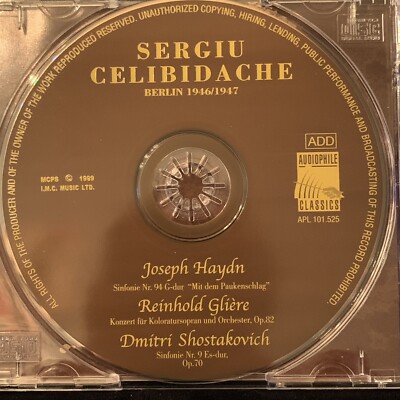 ALL RIGHTS OF THE PRODUCER AND OF THE OWNER OF THE WORK REPRODUCED RESERVED. UNAUTHORIZED COPYING, HIRING, LENDING, PUBLIC PERFORMANCE AND BROADCASTING OF THIS RECORD PROHIBITED
SERGIU
CELIBIDACHE
BERLIN 1946/1947
DISC
MCPS ℗ 1999
I.M.C. MUSIC LTD.
ADD
AUDIOPHILE
CLASSICS
APL 101.525
Joseph Haydn
Sinfonie Nr. 94 G-dur "Mit dem Paukenschlag"
Reinhold Glière
Konzert für Koloratursopran und Orchester, Op.82
Dmitri Shostakovich
Sinfonie Nr. 9 Es-dur,
Op.70